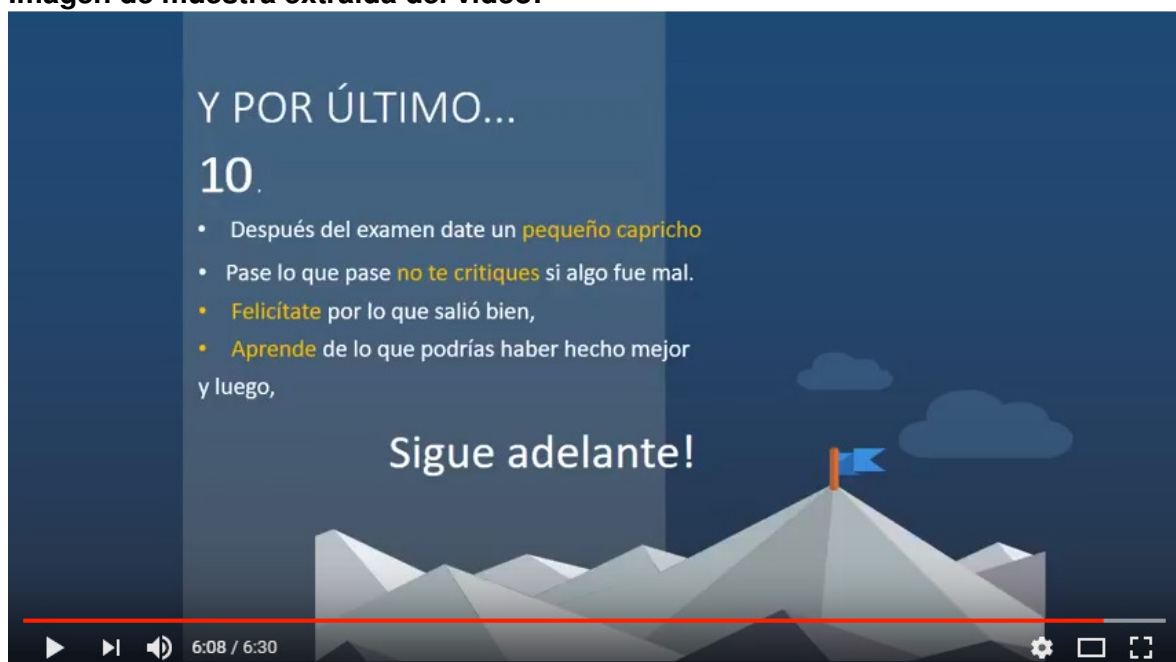 Imagen de muestra extraída del vídeo:
Y POR ÚLTIMO...
10.
• Después del examen date un pequeño capricho
• Pase lo que pase no te critiques si algo fue mal.
• Felicítate por lo que salió bien,
• Aprende de lo que podrías haber hecho mejor
y luego,
Sigue adelante!
6:08 / 6:30